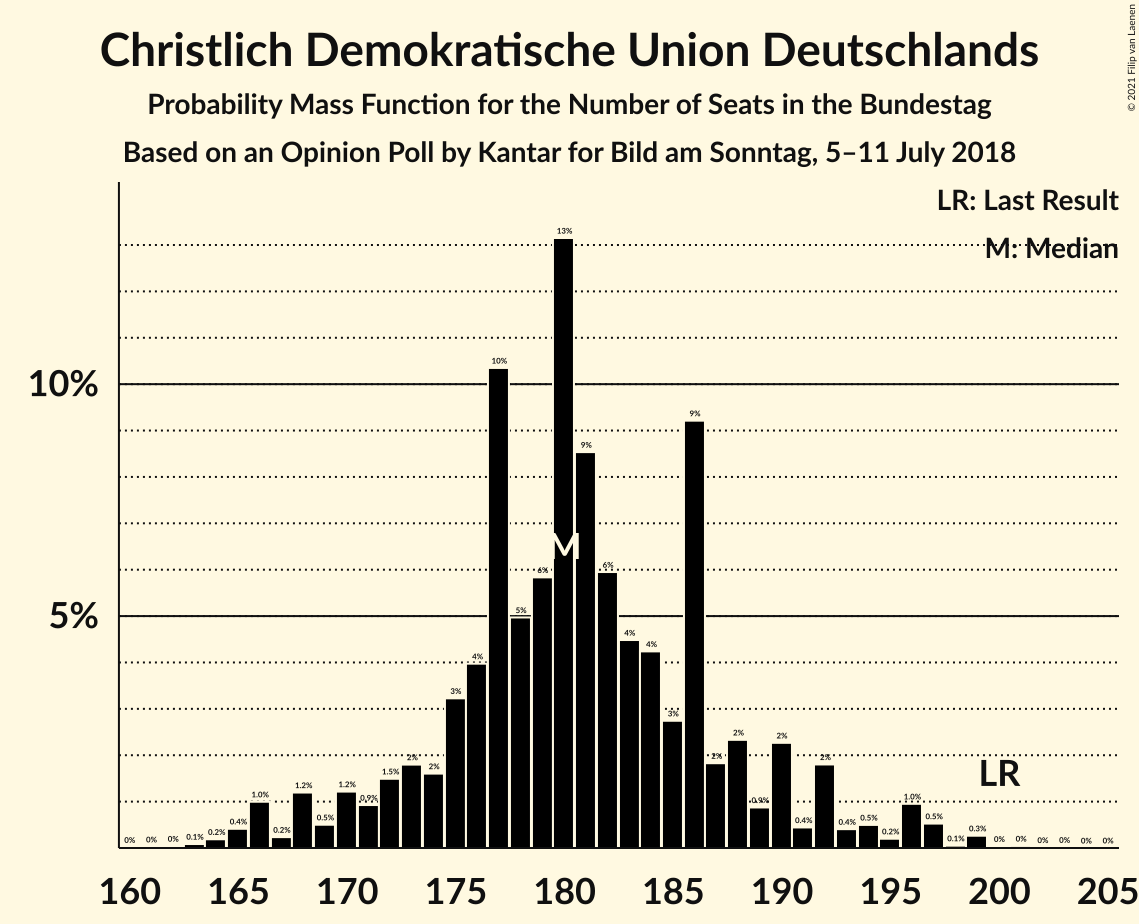 Christlich Demokratische Union Deutschlands
Probability Mass Function for the Number of Seats in the Bundestag
Based on an Opinion Poll by Kantar for Bild am Sonntag, 5–11 July 2018
© 2021 Filip van Laenen
LR: Last Result
M: Median
10%
5%
0% 0% 0% 0.1% 0.2% 0.4% 1.0% 0.2% 1.2% 0.5% 1.2% 0.9% 1.5% 2% 2% 3% 4% 10% 5% 6% 13% 9% 6% 4% 4% 3% 9% 2% 2% 0.9% 2% 0.4% 2% 0.4% 0.5% 0.2% 1.0% 0.5% 0.1% 0.3% 0% 0% 0% 0% 0% 0%
M
LR
160 165 170 175 180 185 190 195 200 205